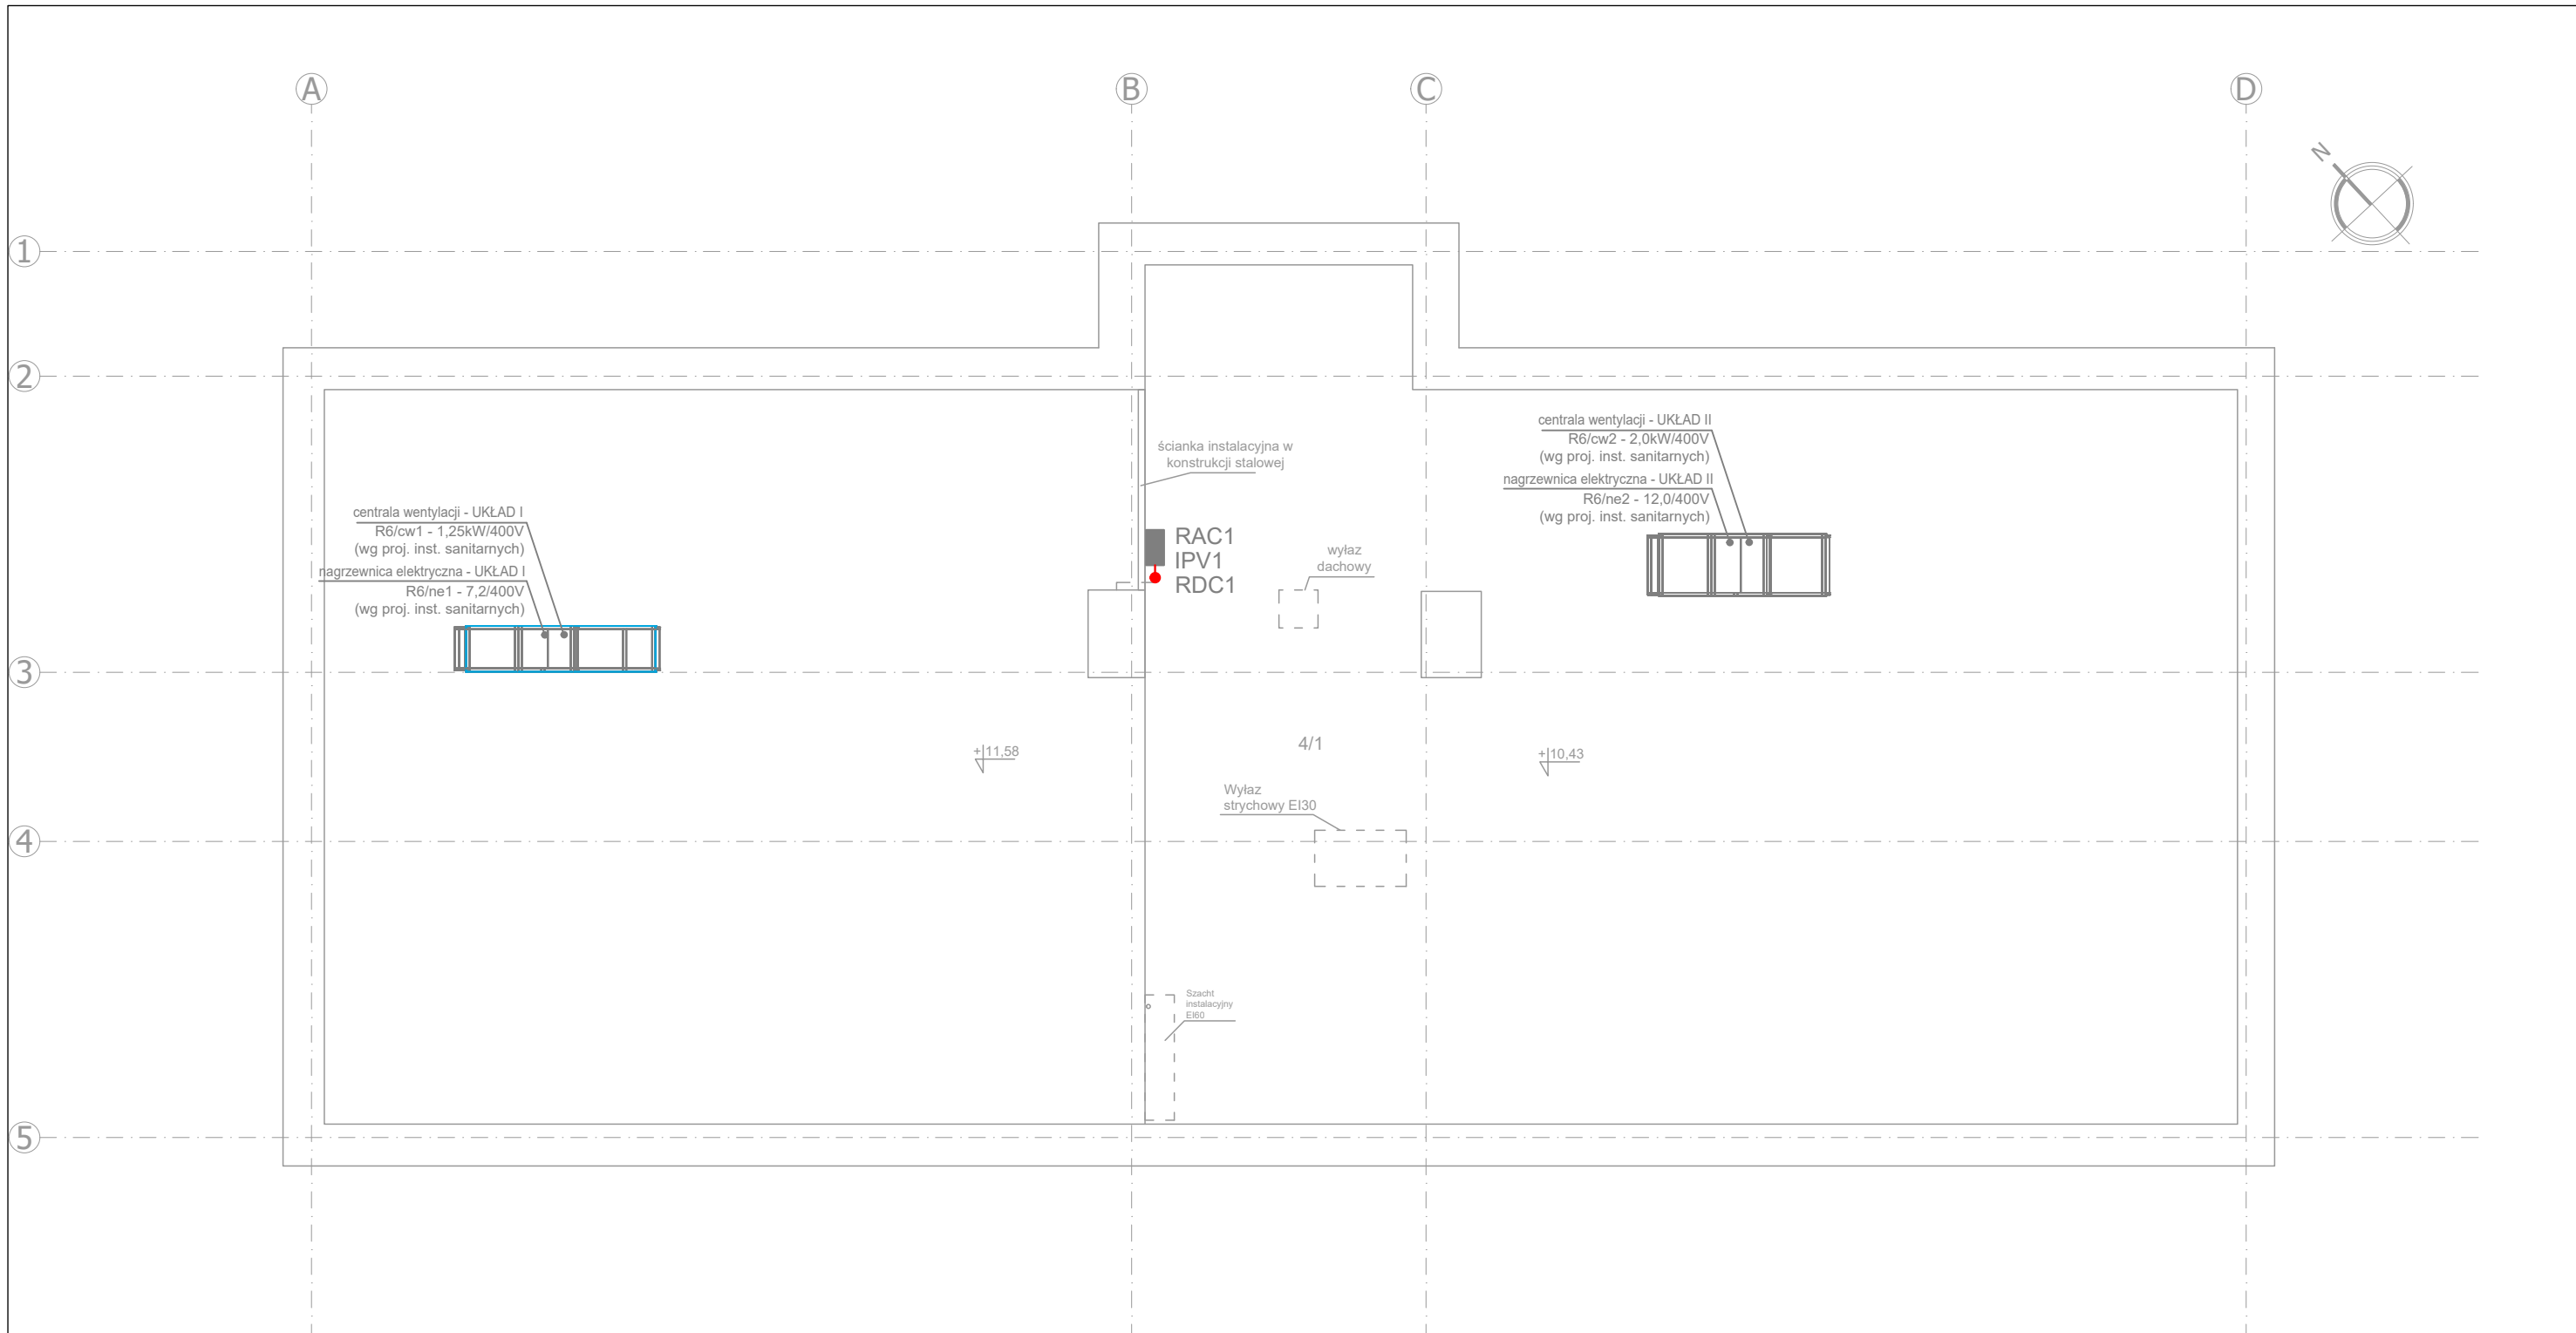 A
B
C
D
N
1
2
centrala wentylacji - UKŁAD II
R6/cw2 - 2,0kW/400V
(wg proj. inst. sanitarnych)
nagrzewnica elektryczna - UKŁAD II
R6/ne2 - 12,0/400V
(wg proj. inst. sanitarnych)
ścianka instalacyjna w
konstrukcji stalowej
centrala wentylacji - UKŁAD I
R6/cw1 - 1,25kW/400V
(wg proj. inst. sanitarnych)
nagrzewnica elektryczna - UKŁAD I
R6/ne1 - 7,2/400V
(wg proj. inst. sanitarnych)
RAC1
IPV1
RDC1
wyłaz
dachowy
3
4/1
+11,58
+10,43
Wyłaz
strychowy EI30
4
Szacht
instalacyjny
EI60
5